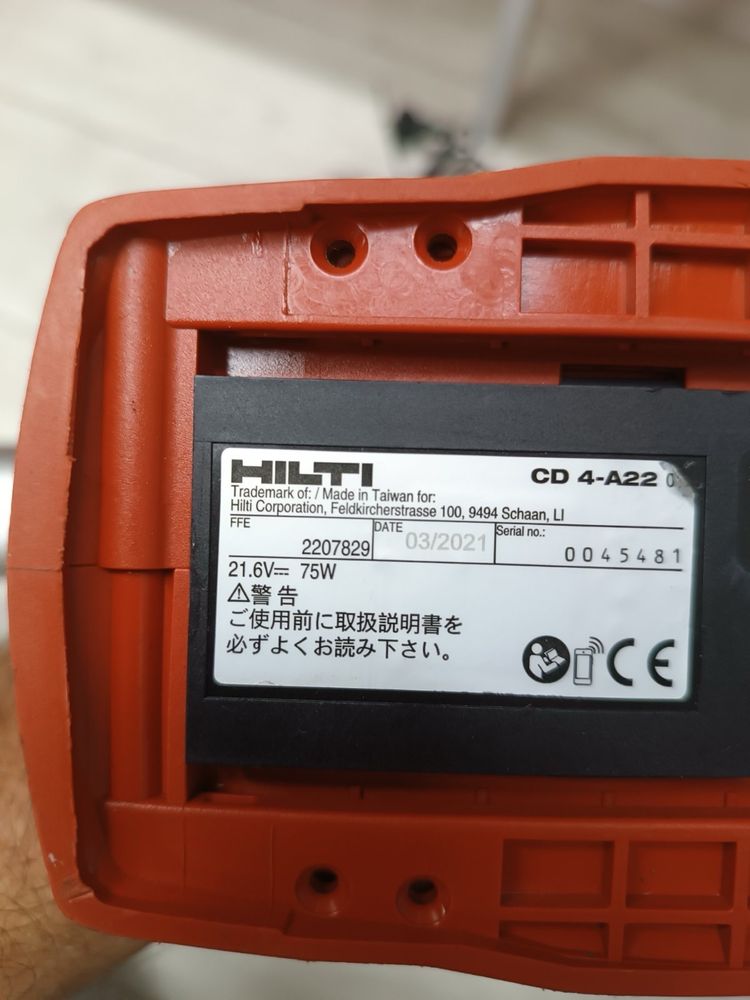 HILTI
CD 4-A22
Trademark of: / Made in Taiwan for:
Hilti Corporation, Feldkircherstrasse 100, 9494 Schaan, LI
FFE
2207829
DATE
03/2021
Serial no.:
0045481
21.6V⎓ 75W
⚠警告
ご使用前に取扱説明書を
必ずよくお読み下さい。
CE